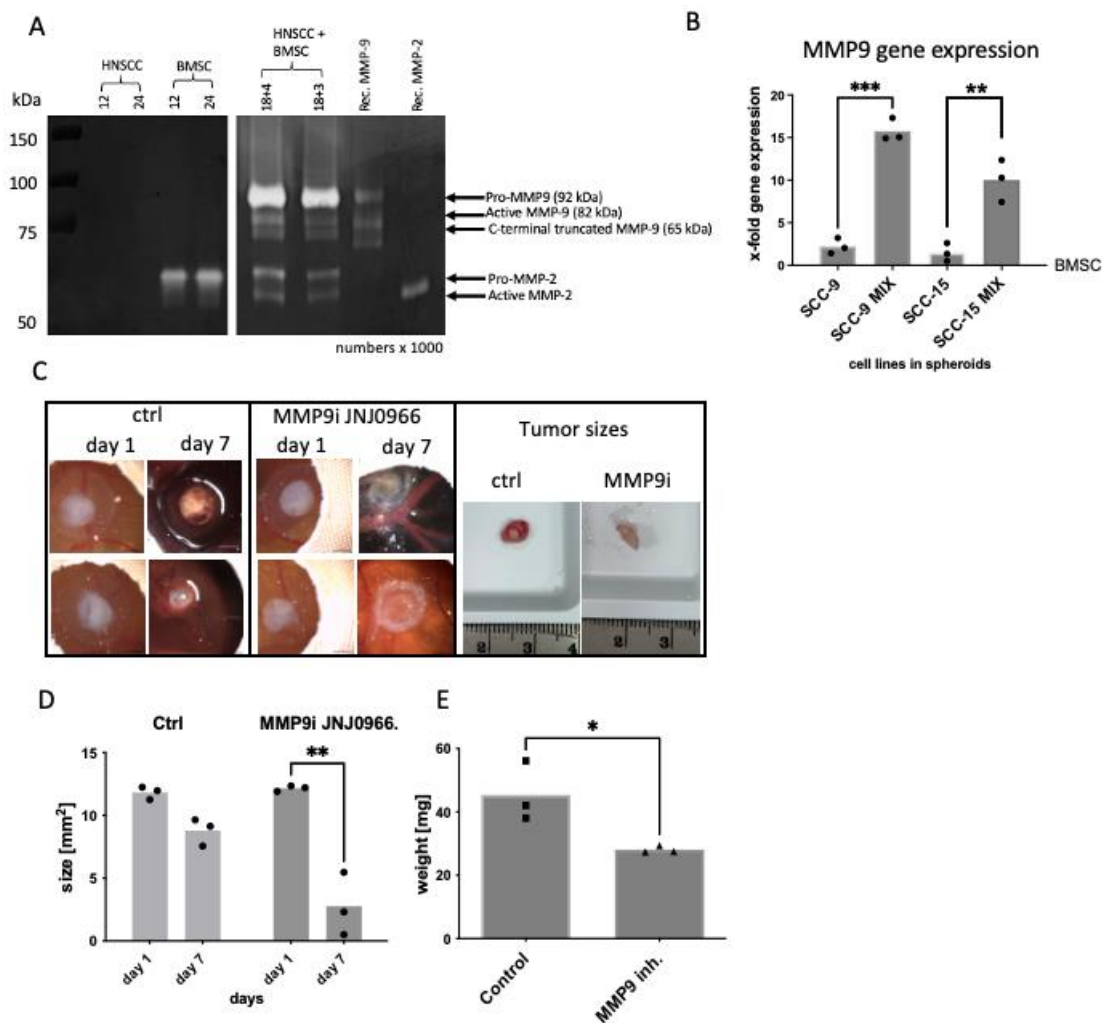 A
HNSCC
BMSC
HNSCC +
BMSC
Rec. MMP-9
Rec. MMP-2
kDa
12
24
12
24
18+4
18+3
150
100
75
50
Pro-MMP9 (92 kDa)
Active MMP-9 (82 kDa)
C-terminal truncated MMP-9 (65 kDa)
Pro-MMP-2
Active MMP-2
numbers x 1000
B
MMP9 gene expression
x-fold gene expression
20
15
10
5
0
***
**
BMSC
SCC-9
SCC-9 MIX
SCC-15
SCC-15 MIX
cell lines in spheroids
C
ctrl
day 1 day 7
MMP9i JNJ0966
day 1 day 7
Tumor sizes
ctrl MMP9i
2 3 4
2 3
D
Ctrl MMP9i JNJ0966.
size [mm²]
15
10
5
0
**
day 1
day 7
day 1
day 7
days
E
weight [mg]
60
40
20
0
*
Control
MMP9 inh.